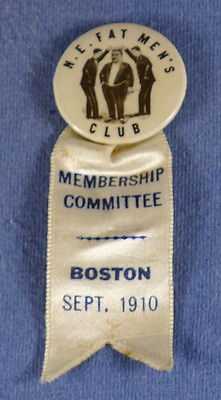 N.E. FAT MEN'S
CLUB
MEMBERSHIP
COMMITTEE
BOSTON
SEPT. 1910